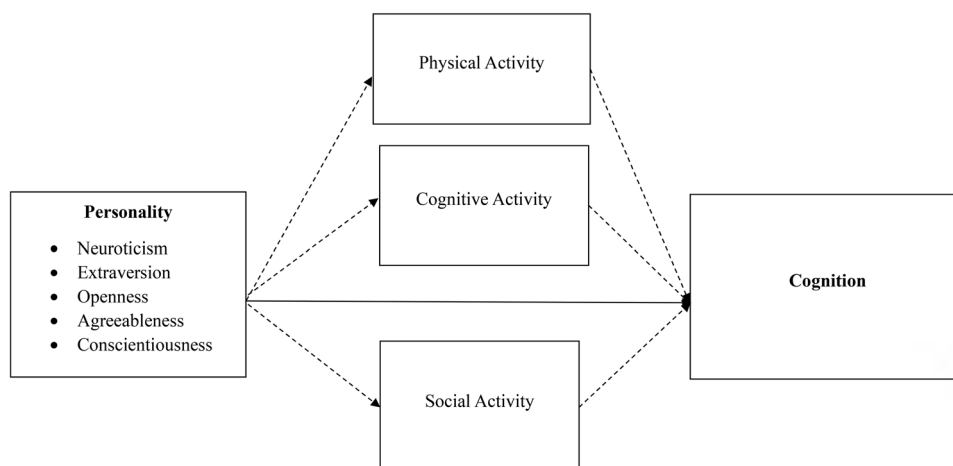 Physical Activity
Cognitive Activity
Personality
• Neuroticism
• Extraversion
• Openness
• Agreeableness
• Conscientiousness
Cognition
Social Activity